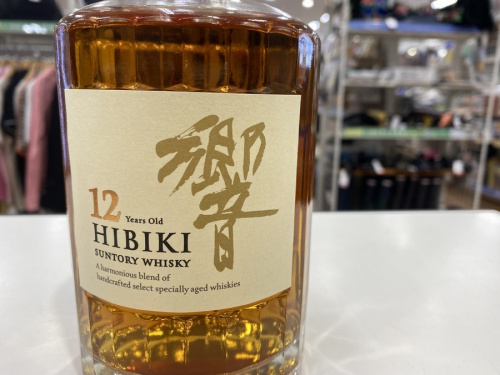 響
12 Years Old
HIBIKI
SUNTORY WHISKY
A harmonious blend of
handcrafted select specially aged whiskies